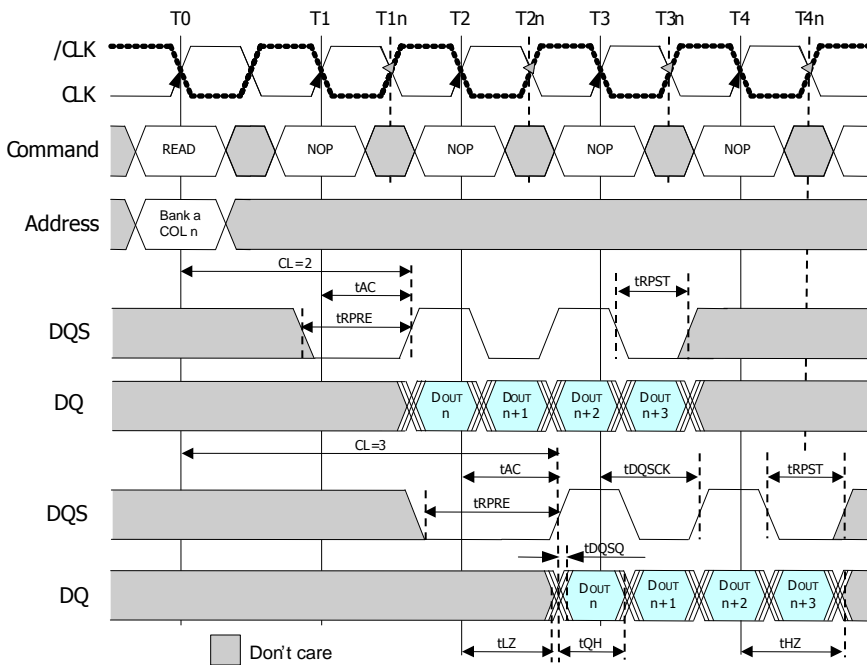 T0 T1 T1n T2 T2n T3 T3n T4 T4n
/CLK
CLK
Command READ NOP NOP NOP NOP
Address Bank a
COL n
CL=2
tAC
tRPST
tRPRE
DQS
DQ DOUT n DOUT n+1 DOUT n+2 DOUT n+3
CL=3
tAC tDQSCK tRPST
tRPRE
DQS
tDQSQ
DQ DOUT n DOUT n+1 DOUT n+2 DOUT n+3
tLZ tQH tHZ
Don't care